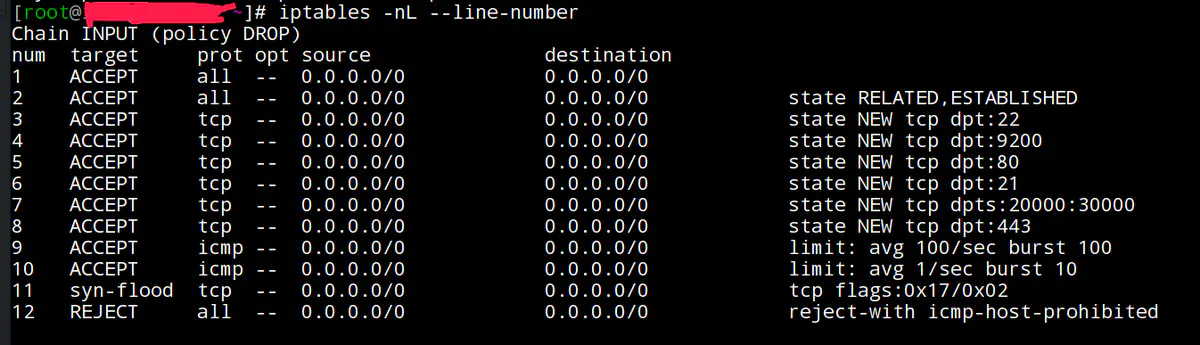 [root@ ~]# iptables -nL --line-number
Chain INPUT (policy DROP)
num target prot opt source destination
1 ACCEPT all -- 0.0.0.0/0 0.0.0.0/0
2 ACCEPT all -- 0.0.0.0/0 0.0.0.0/0 state RELATED,ESTABLISHED
3 ACCEPT tcp -- 0.0.0.0/0 0.0.0.0/0 state NEW tcp dpt:22
4 ACCEPT tcp -- 0.0.0.0/0 0.0.0.0/0 state NEW tcp dpt:9200
5 ACCEPT tcp -- 0.0.0.0/0 0.0.0.0/0 state NEW tcp dpt:80
6 ACCEPT tcp -- 0.0.0.0/0 0.0.0.0/0 state NEW tcp dpt:21
7 ACCEPT tcp -- 0.0.0.0/0 0.0.0.0/0 state NEW tcp dpts:20000:30000
8 ACCEPT tcp -- 0.0.0.0/0 0.0.0.0/0 state NEW tcp dpt:443
9 ACCEPT icmp -- 0.0.0.0/0 0.0.0.0/0 limit: avg 100/sec burst 100
10 ACCEPT icmp -- 0.0.0.0/0 0.0.0.0/0 limit: avg 1/sec burst 10
11 syn-flood tcp -- 0.0.0.0/0 0.0.0.0/0 tcp flags:0x17/0x02
12 REJECT all -- 0.0.0.0/0 0.0.0.0/0 reject-with icmp-host-prohibited